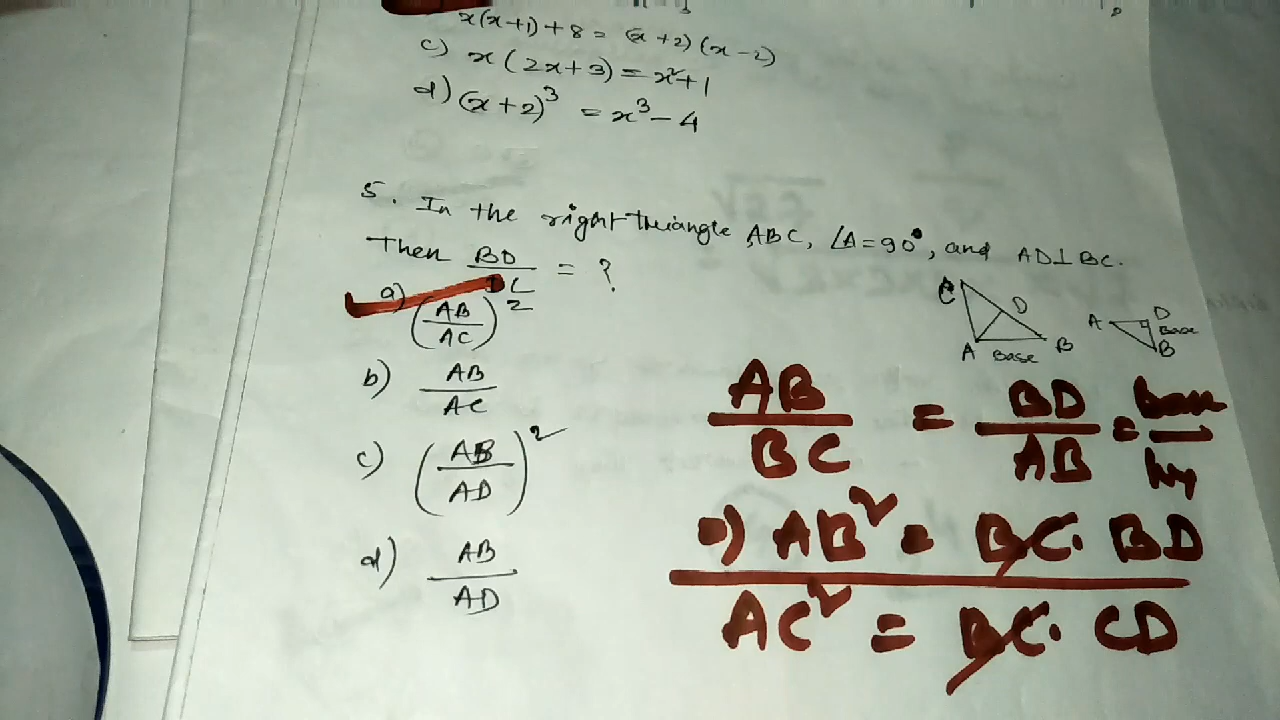 x(x+1)+8 = (x+2)(x-2)
c) x(2x+3) = x²+1
d) (x+2)³ = x³-4
5. In the right triangle ABC, ∠A=90°, and AD⊥BC.
Then BD/DC = ?
a) (AB/AC)²
b) AB/AC
c) (AB/AD)²
d) AB/AD
C
D
A Base B
A D
Base
B
AB/BC = BD/AB = base/hy
⇒) AB² = BC. BD
AC² = BC. CD